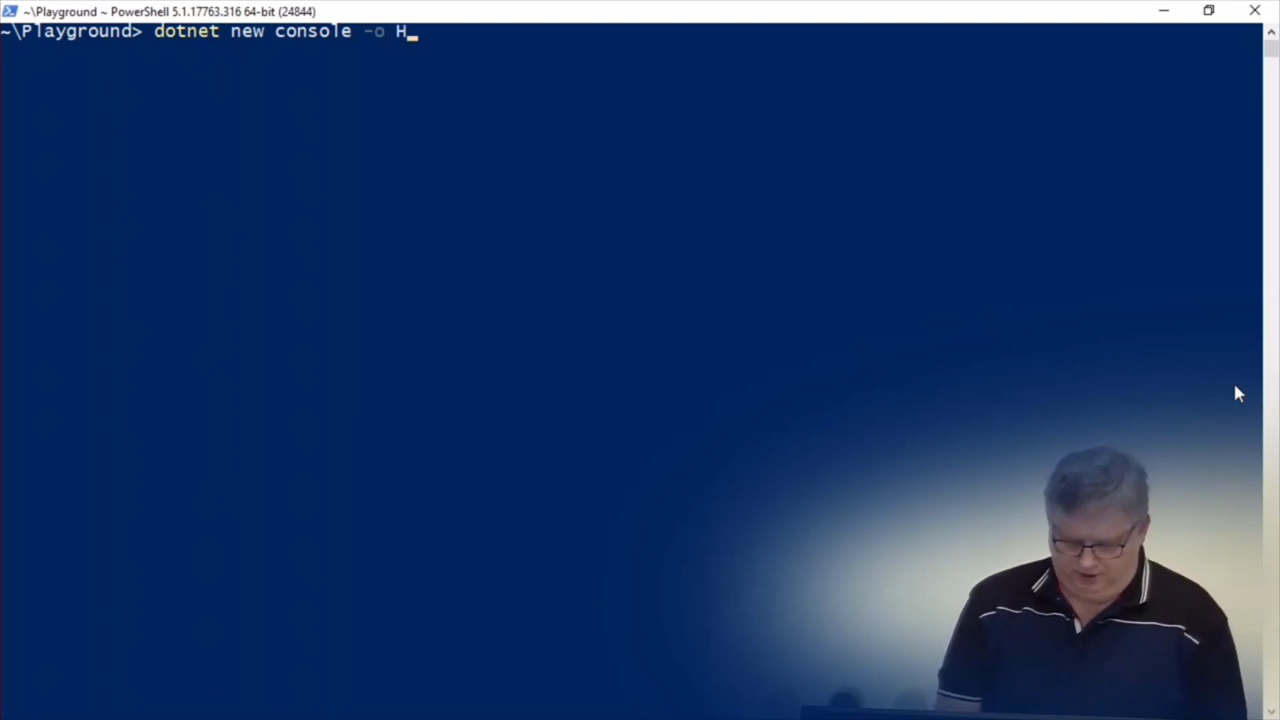 ~\Playground ~ PowerShell 5.1.17763.316 64-bit (24844)
~\Playground> dotnet new console -o H